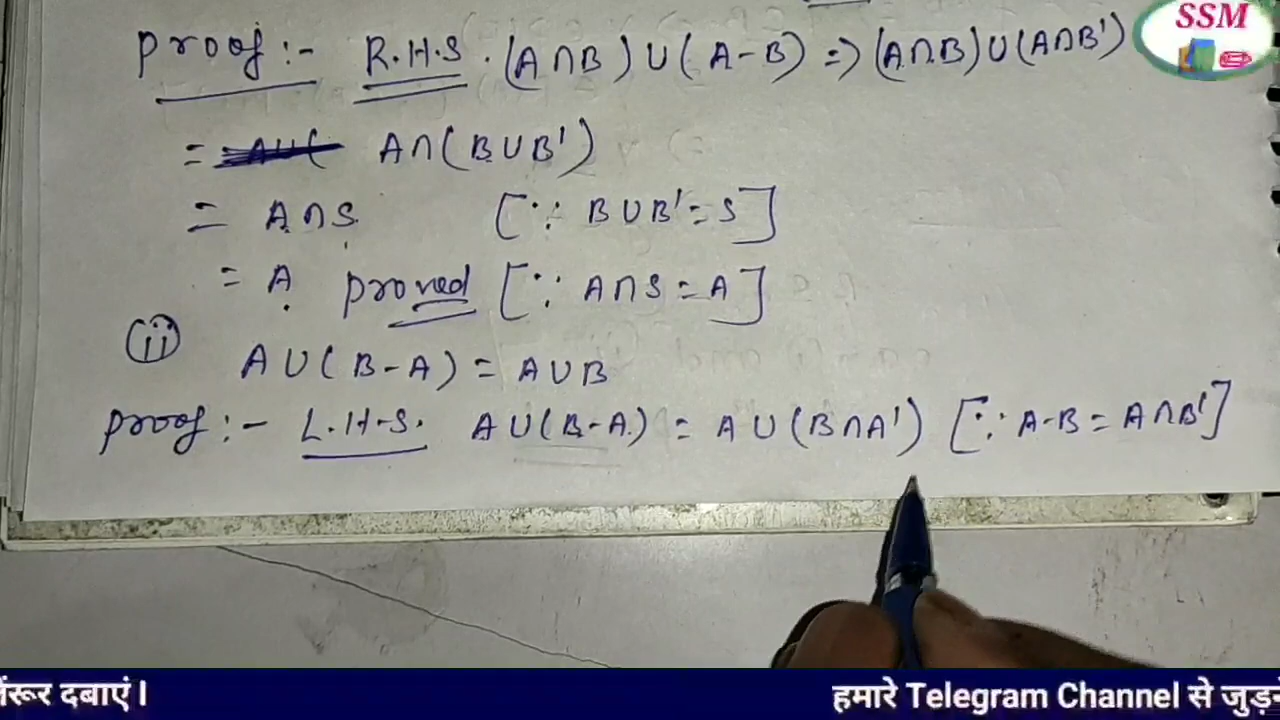 SSM
Proof :- R.H.S. (A∩B)∪(A-B) => (A∩B)∪(A∩B')
= A∩(B∪B')
= A∩S [∵ B∪B'=S]
= A proved [∵ A∩S=A]
(ii)
A∪(B-A) = A∪B
proof :- L.H.S. A∪(B-A) = A∪(B∩A') [∵ A-B = A∩B']
दबाएं। हमारे Telegram Channel से